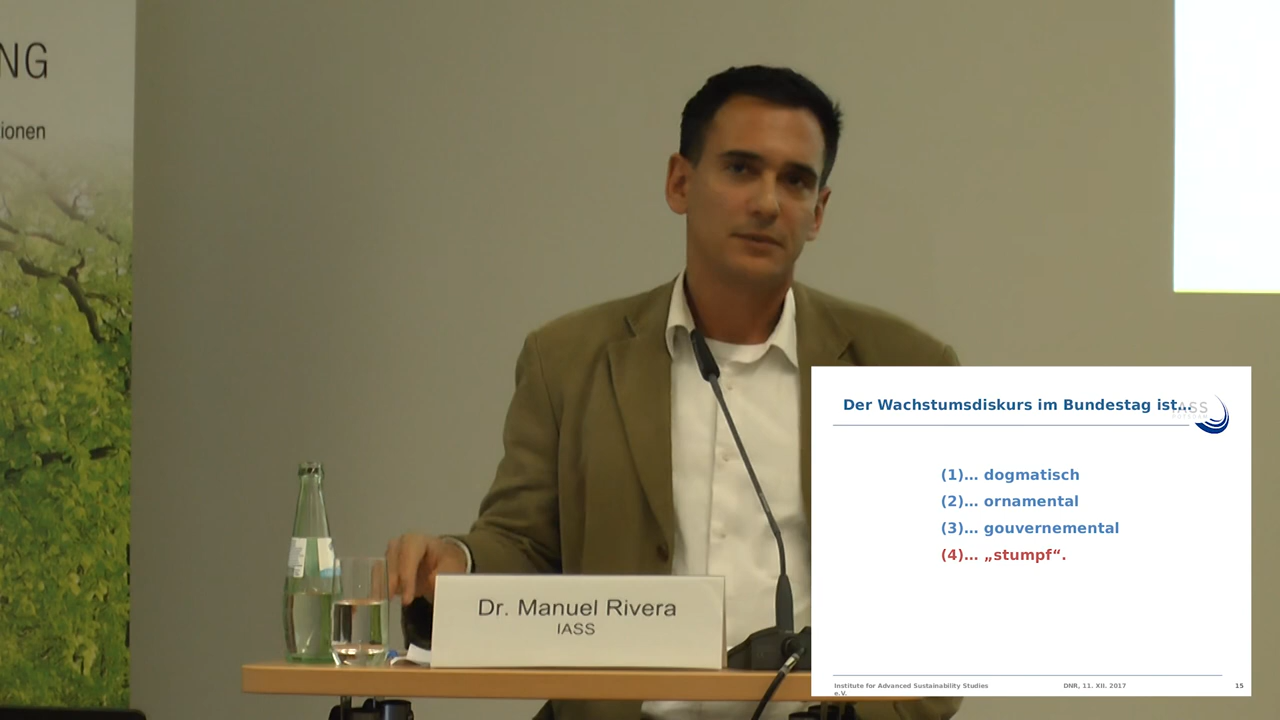 NG
ionen
Dr. Manuel Rivera
IASS
Der Wachstumsdiskurs im Bundestag ist...
IASS
(1)... dogmatisch
(2)... ornamental
(3)... gouvernemental
(4)... „stumpf“.
Institute for Advanced Sustainability Studies
e.V.
DNR, 11. XII. 2017
15